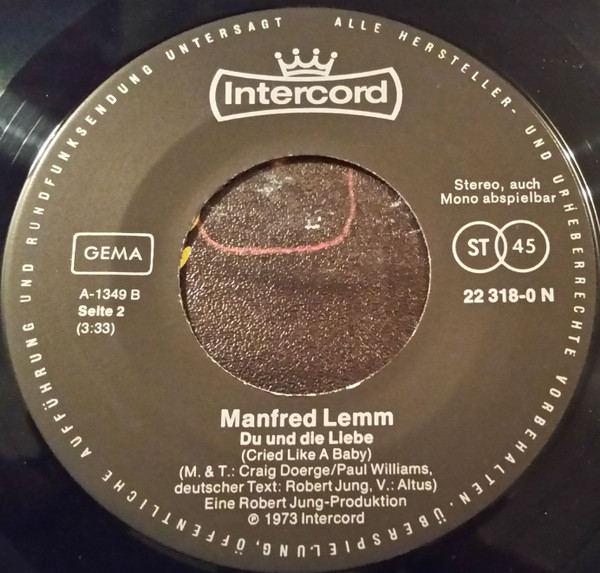 ALLE HERSTELLER- UND URHEBERRECHTE VORBEHALTEN. ÜBERSPIELUNG, ÖFFENTLICHE AUFFÜHRUNG UND RUNDFUNKSENDUNG UNTERSAGT
Intercord
Stereo, auch
Mono abspielbar
GEMA
ST 45
A-1349 B
22 318-0 N
Seite 2
(3:33)
Manfred Lemm
Du und die Liebe
(Cried Like A Baby)
(M. & T.: Craig Doerge/Paul Williams,
deutscher Text: Robert Jung, V.: Altus)
Eine Robert Jung-Produktion
℗ 1973 Intercord